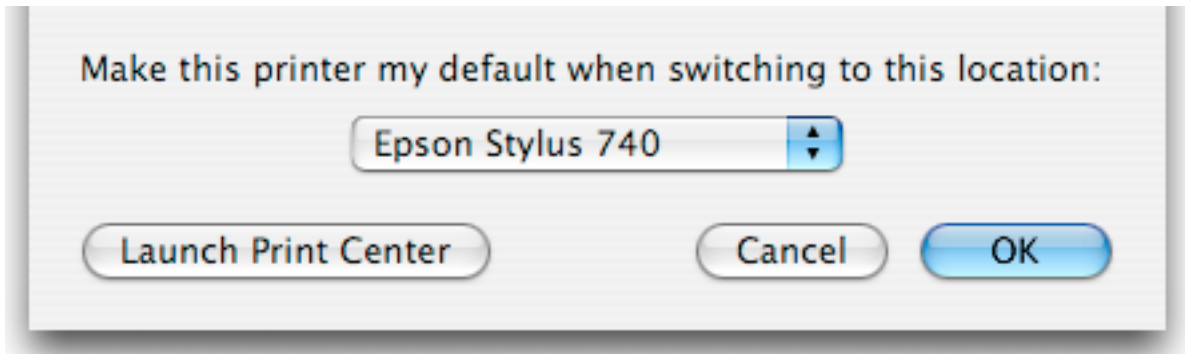 Make this printer my default when switching to this location:
Epson Stylus 740
Launch Print Center
Cancel
OK